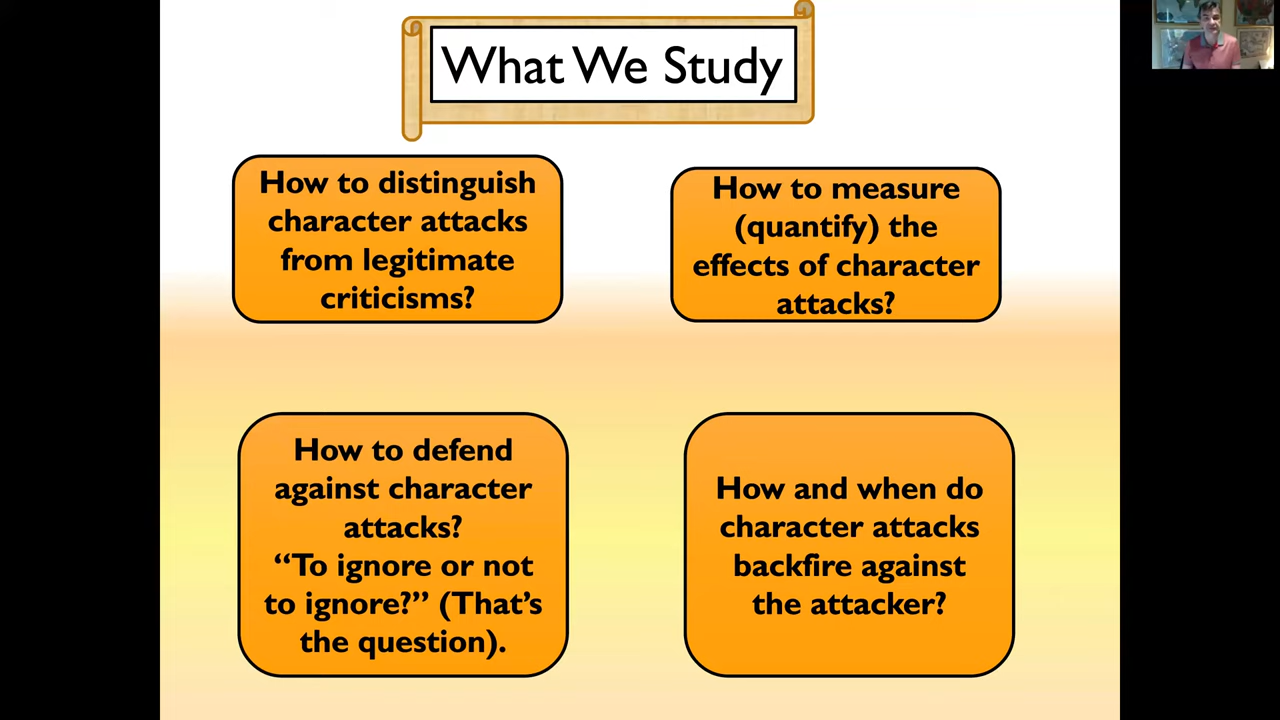 What We Study
How to distinguish
character attacks
from legitimate
criticisms?
How to measure
(quantify) the
effects of character
attacks?
How to defend
against character
attacks?
“To ignore or not
to ignore?” (That’s
the question).
How and when do
character attacks
backfire against
the attacker?